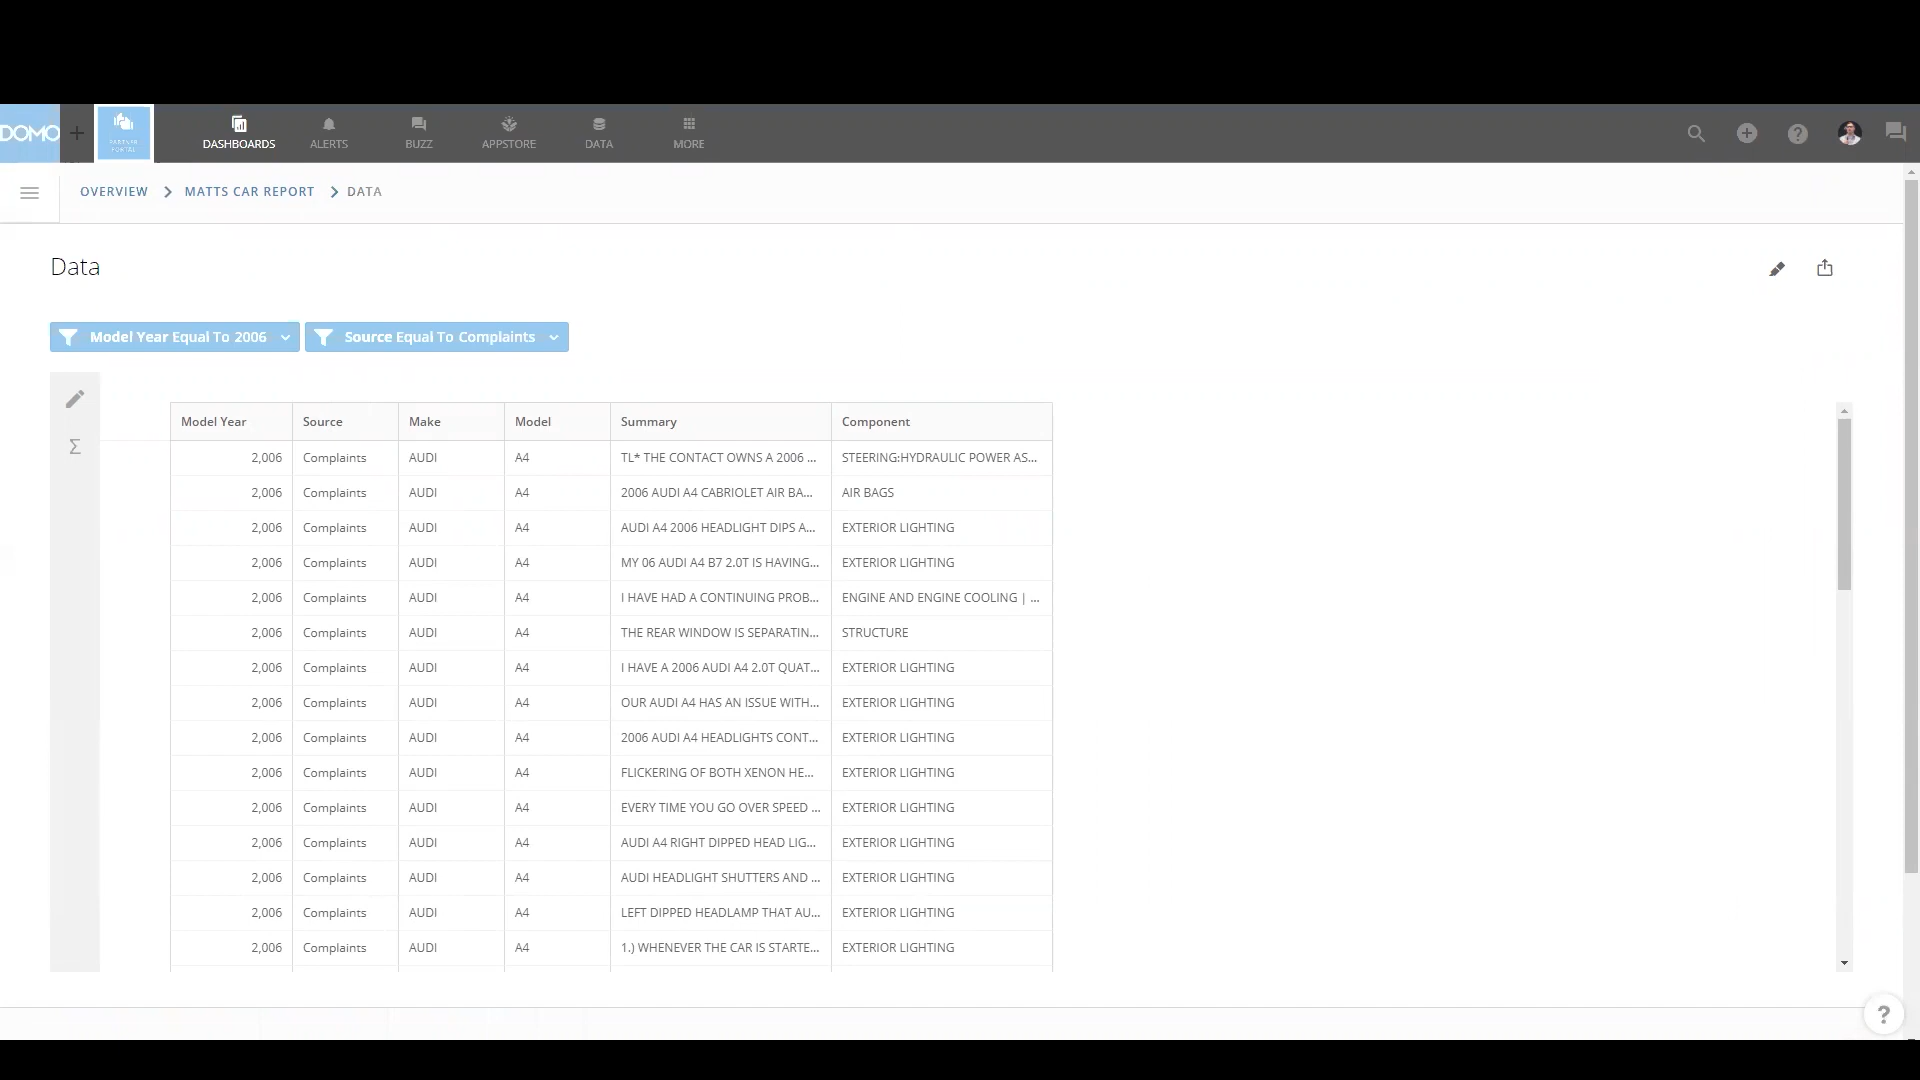 DOMO
PARTNER
PORTAL
DASHBOARDS
ALERTS
BUZZ
APPSTORE
DATA
MORE
OVERVIEW > MATTS CAR REPORT > DATA
Data
Model Year Equal To 2006
Source Equal To Complaints
Model Year Source Make Model Summary Component
2,006 Complaints AUDI A4 TL* THE CONTACT OWNS A 2006 ... STEERING:HYDRAULIC POWER AS...
2,006 Complaints AUDI A4 2006 AUDI A4 CABRIOLET AIR BA... AIR BAGS
2,006 Complaints AUDI A4 AUDI A4 2006 HEADLIGHT DIPS A... EXTERIOR LIGHTING
2,006 Complaints AUDI A4 MY 06 AUDI A4 B7 2.0T IS HAVING... EXTERIOR LIGHTING
2,006 Complaints AUDI A4 I HAVE HAD A CONTINUING PROB... ENGINE AND ENGINE COOLING | ...
2,006 Complaints AUDI A4 THE REAR WINDOW IS SEPARATIN... STRUCTURE
2,006 Complaints AUDI A4 I HAVE A 2006 AUDI A4 2.0T QUAT... EXTERIOR LIGHTING
2,006 Complaints AUDI A4 OUR AUDI A4 HAS AN ISSUE WITH... EXTERIOR LIGHTING
2,006 Complaints AUDI A4 2006 AUDI A4 HEADLIGHTS CONT... EXTERIOR LIGHTING
2,006 Complaints AUDI A4 FLICKERING OF BOTH XENON HE... EXTERIOR LIGHTING
2,006 Complaints AUDI A4 EVERY TIME YOU GO OVER SPEED ... EXTERIOR LIGHTING
2,006 Complaints AUDI A4 AUDI A4 RIGHT DIPPED HEAD LIG... EXTERIOR LIGHTING
2,006 Complaints AUDI A4 AUDI HEADLIGHT SHUTTERS AND ... EXTERIOR LIGHTING
2,006 Complaints AUDI A4 LEFT DIPPED HEADLAMP THAT AU... EXTERIOR LIGHTING
2,006 Complaints AUDI A4 1.) WHENEVER THE CAR IS STARTE... EXTERIOR LIGHTING